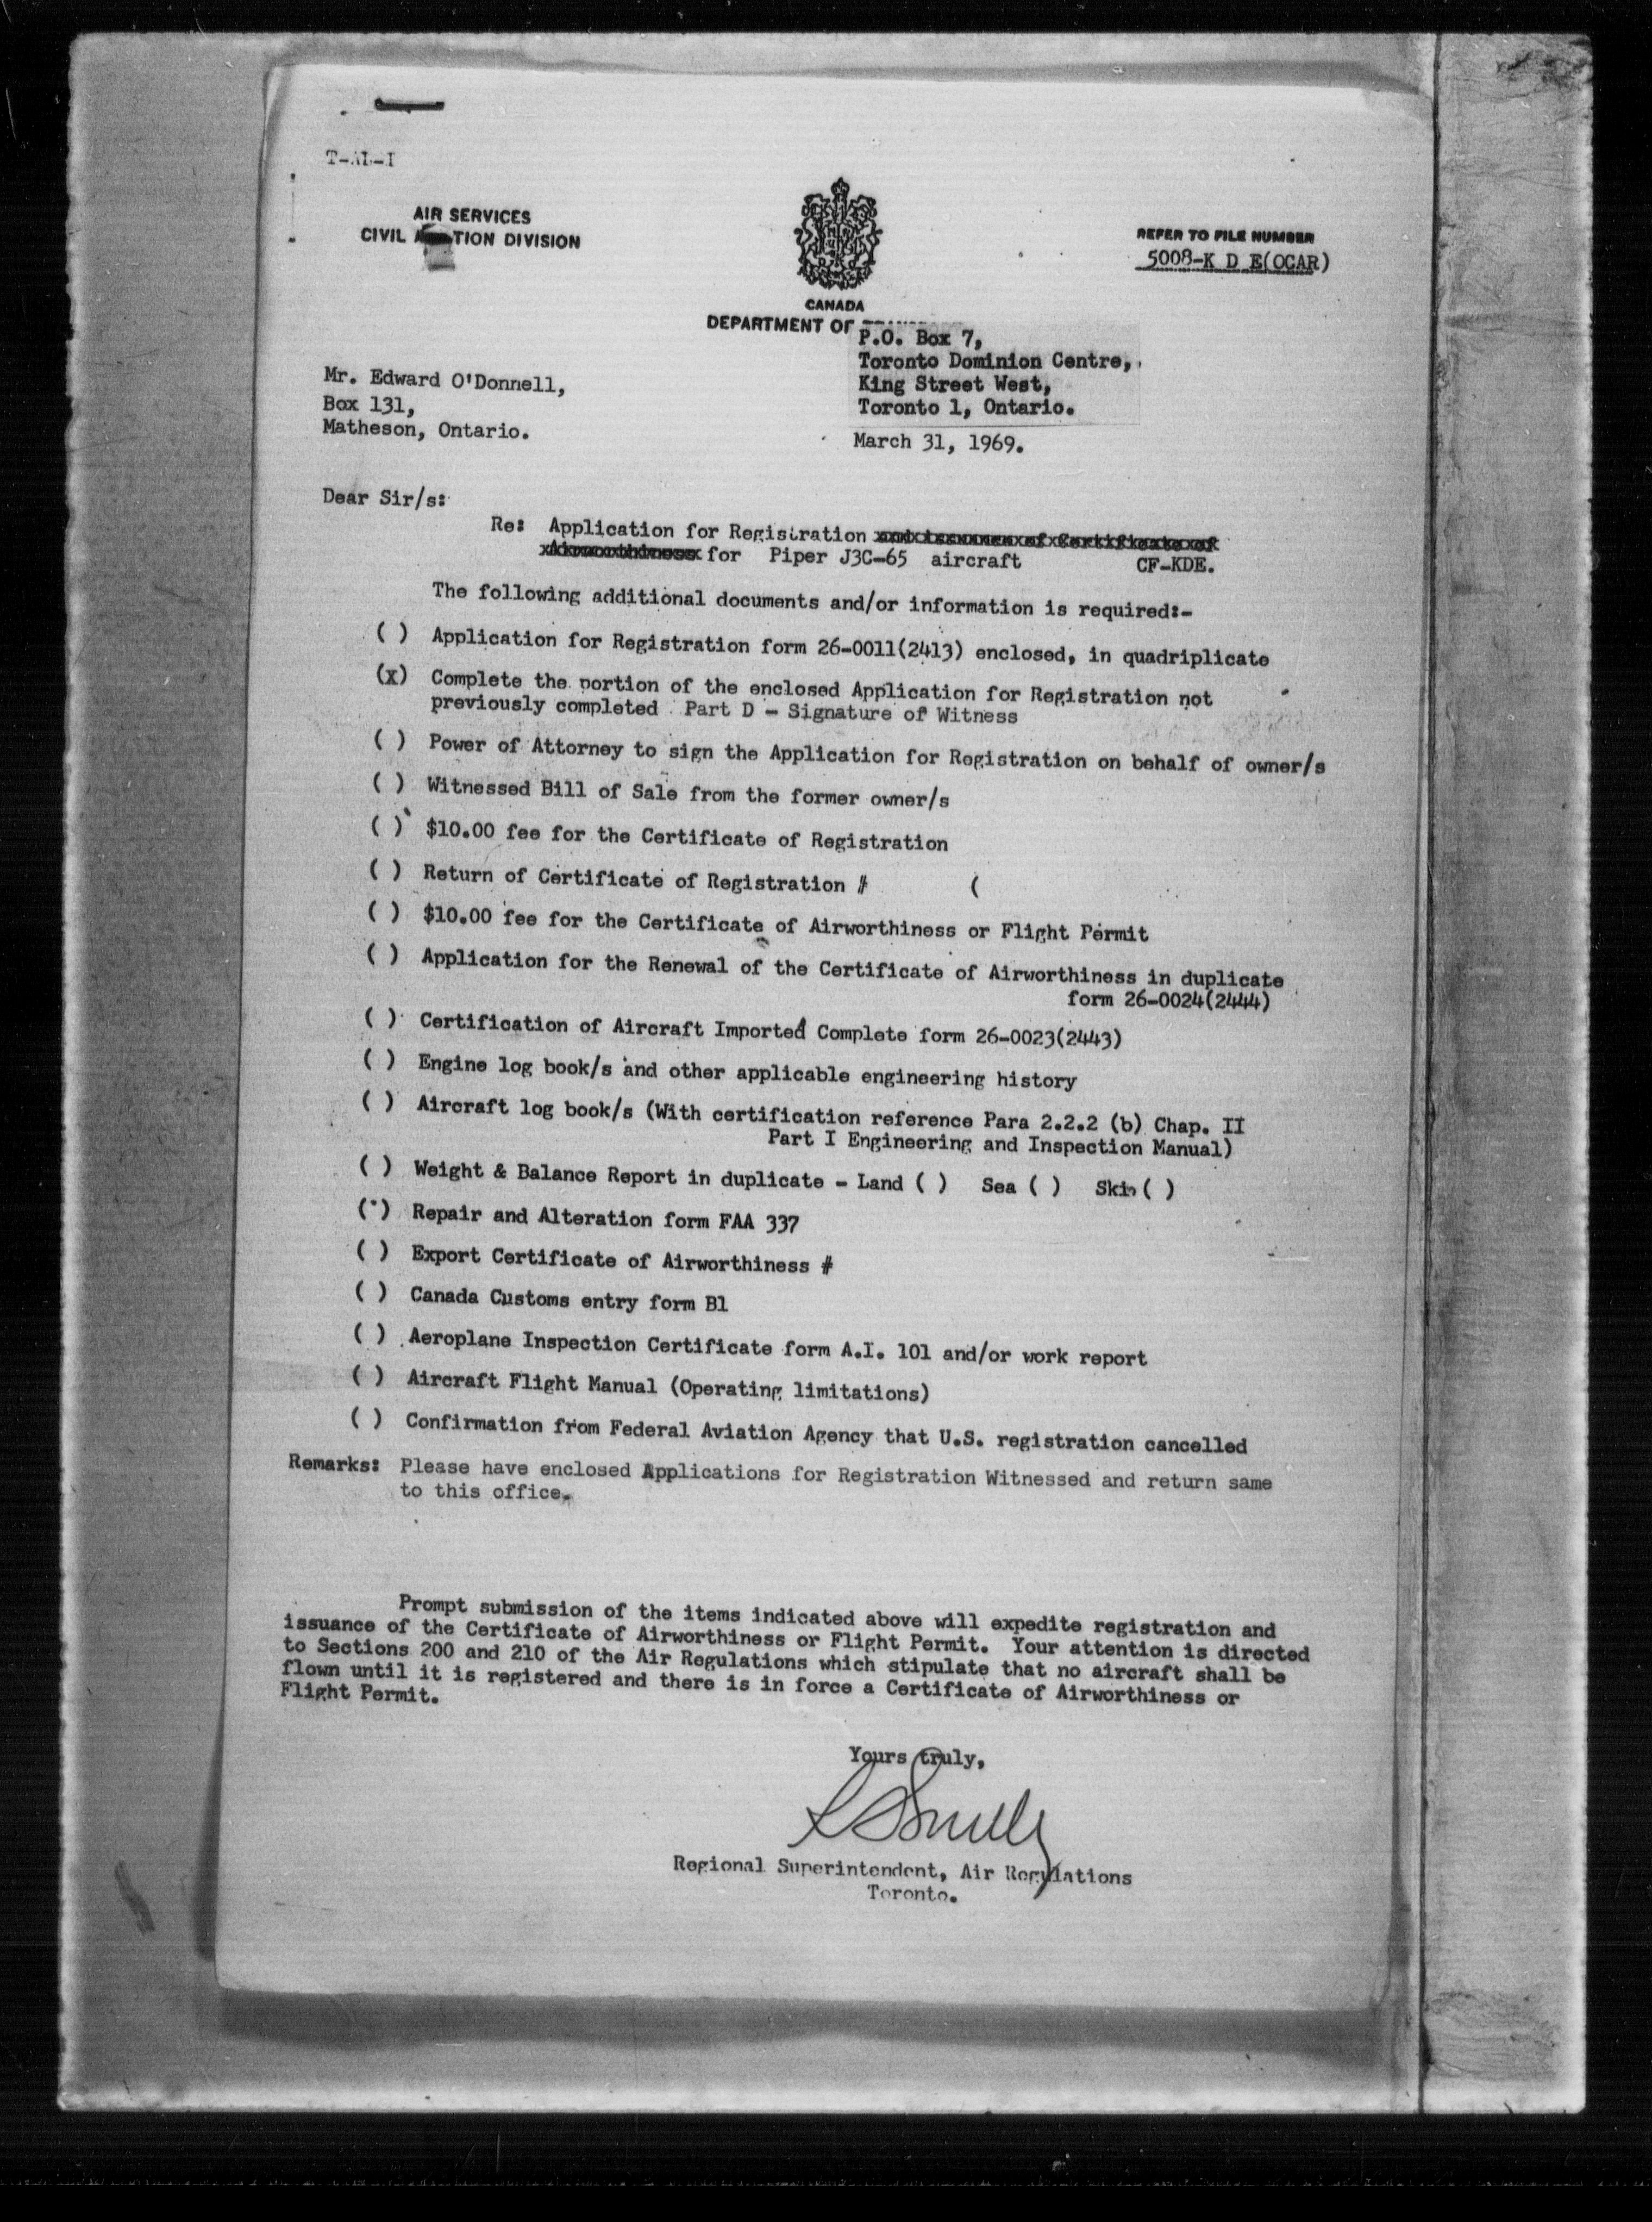 T-AL-I
AIR SERVICES
CIVIL TION DIVISION
CANADA
DEPARTMENT OF
REFER TO FILE NUMBER
5008-K D E(OCAR)
P.O. Box 7,
Toronto Dominion Centre,
King Street West,
Toronto 1, Ontario.
March 31, 1969.
Mr. Edward O'Donnell,
Box 131,
Matheson, Ontario.
Dear Sir/s:
Re: Application for Registration and issuance of Certificate of
Airworthiness for Piper J3C-65 aircraft CF-KDE.
The following additional documents and/or information is required:-
( ) Application for Registration form 26-0011(2413) enclosed, in quadriplicate
(x) Complete the portion of the enclosed Application for Registration not
previously completed Part D - Signature of Witness
( ) Power of Attorney to sign the Application for Registration on behalf of owner/s
( ) Witnessed Bill of Sale from the former owner/s
( ) $10.00 fee for the Certificate of Registration
( ) Return of Certificate of Registration # (
( ) $10.00 fee for the Certificate of Airworthiness or Flight Permit
( ) Application for the Renewal of the Certificate of Airworthiness in duplicate
form 26-0024(2444)
( ) Certification of Aircraft Imported Complete form 26-0023(2443)
( ) Engine log book/s and other applicable engineering history
( ) Aircraft log book/s (With certification reference Para 2.2.2 (b) Chap. II
Part I Engineering and Inspection Manual)
( ) Weight & Balance Report in duplicate - Land ( ) Sea ( ) Ski ( )
( ) Repair and Alteration form FAA 337
( ) Export Certificate of Airworthiness #
( ) Canada Customs entry form B1
( ) Aeroplane Inspection Certificate form A.I. 101 and/or work report
( ) Aircraft Flight Manual (Operating limitations)
( ) Confirmation from Federal Aviation Agency that U.S. registration cancelled
Remarks: Please have enclosed Applications for Registration Witnessed and return same
to this office.
Prompt submission of the items indicated above will expedite registration and
issuance of the Certificate of Airworthiness or Flight Permit. Your attention is directed
to Sections 200 and 210 of the Air Regulations which stipulate that no aircraft shall be
flown until it is registered and there is in force a Certificate of Airworthiness or
Flight Permit.
Yours truly,
Regional Superintendent, Air Regulations
Toronto.